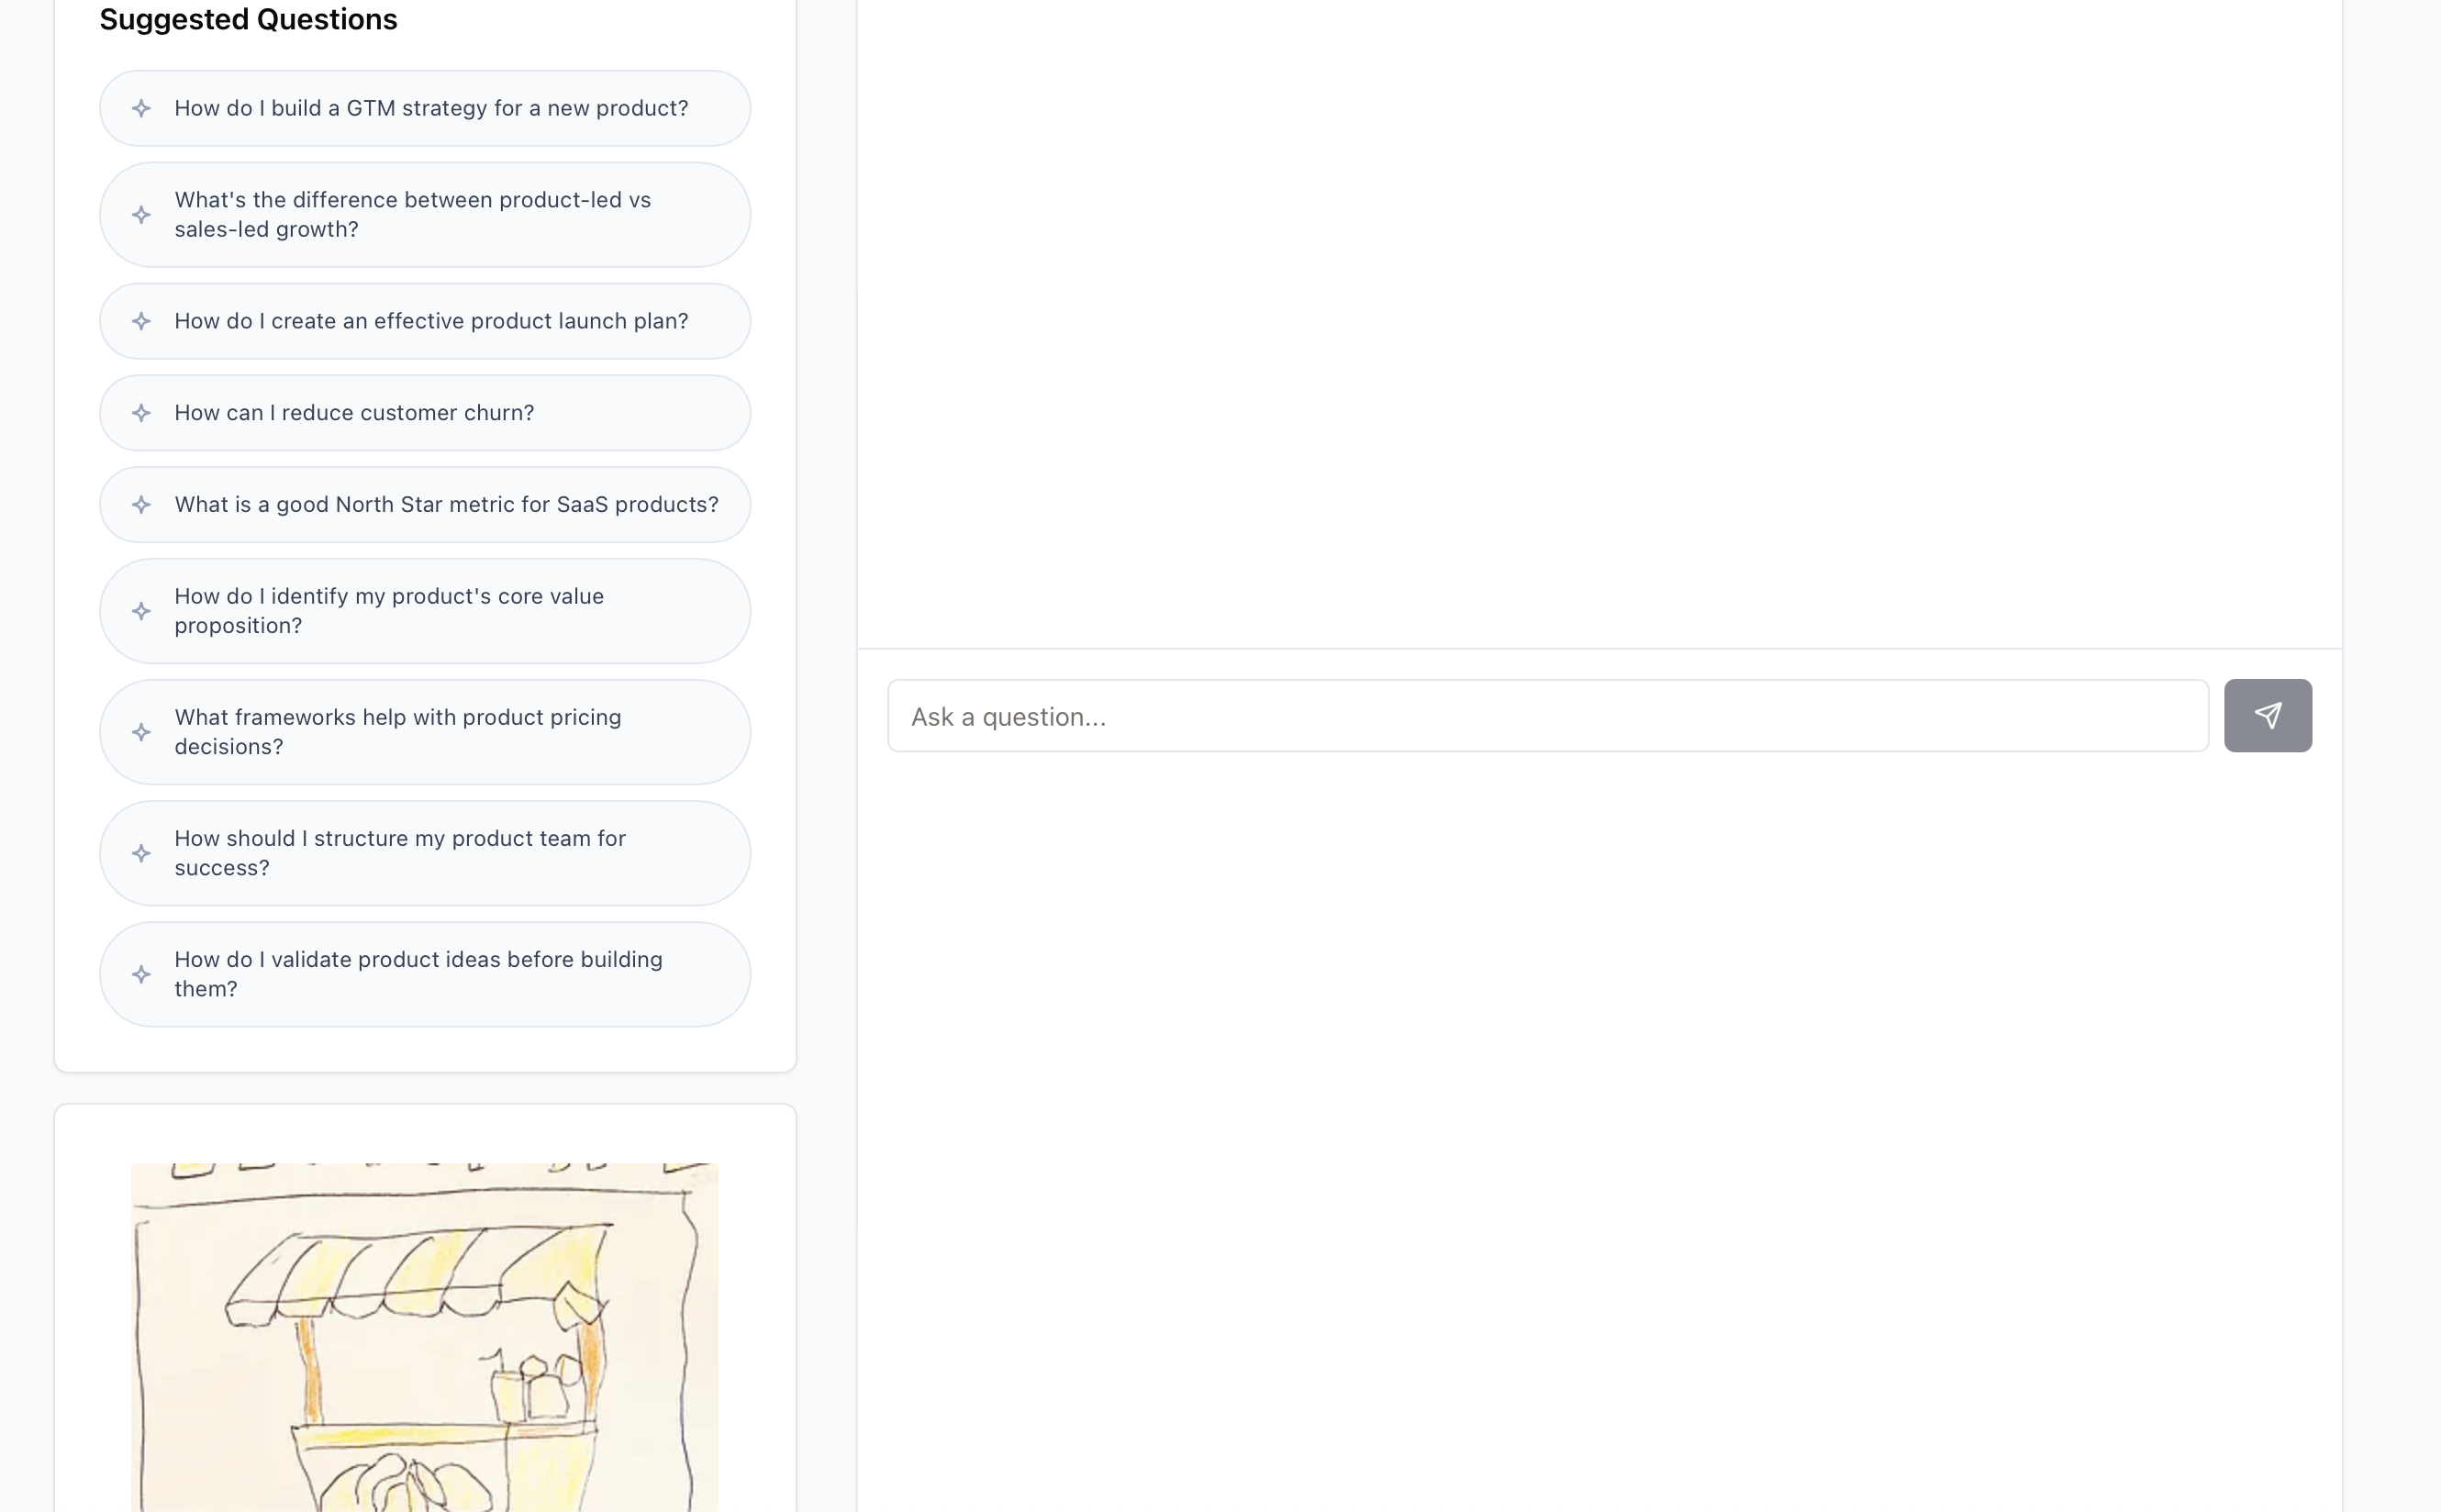 Suggested Questions
How do I build a GTM strategy for a new product?
What's the difference between product-led vs
sales-led growth?
How do I create an effective product launch plan?
How can I reduce customer churn?
What is a good North Star metric for SaaS products?
How do I identify my product's core value
proposition?
What frameworks help with product pricing
decisions?
How should I structure my product team for
success?
How do I validate product ideas before building
them?
Ask a question...